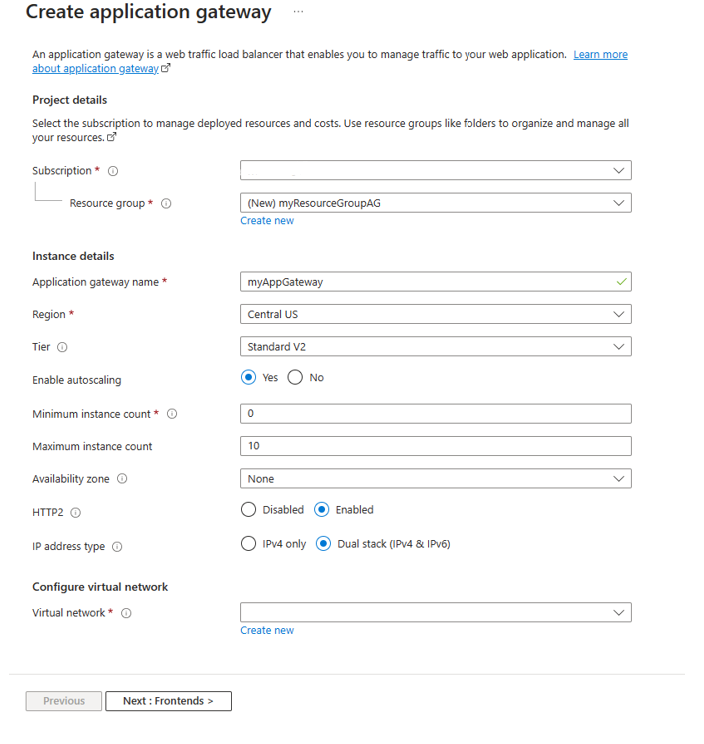 Create application gateway ...
An application gateway is a web traffic load balancer that enables you to manage traffic to your web application. Learn more
about application gateway
Project details
Select the subscription to manage deployed resources and costs. Use resource groups like folders to organize and manage all
your resources.
Subscription *
Resource group * (New) myResourceGroupAG
Create new
Instance details
Application gateway name * myAppGateway
Region * Central US
Tier Standard V2
Enable autoscaling Yes No
Minimum instance count * 0
Maximum instance count 10
Availability zone None
HTTP2 Disabled Enabled
IP address type IPv4 only Dual stack (IPv4 & IPv6)
Configure virtual network
Virtual network *
Create new
Previous Next : Frontends >